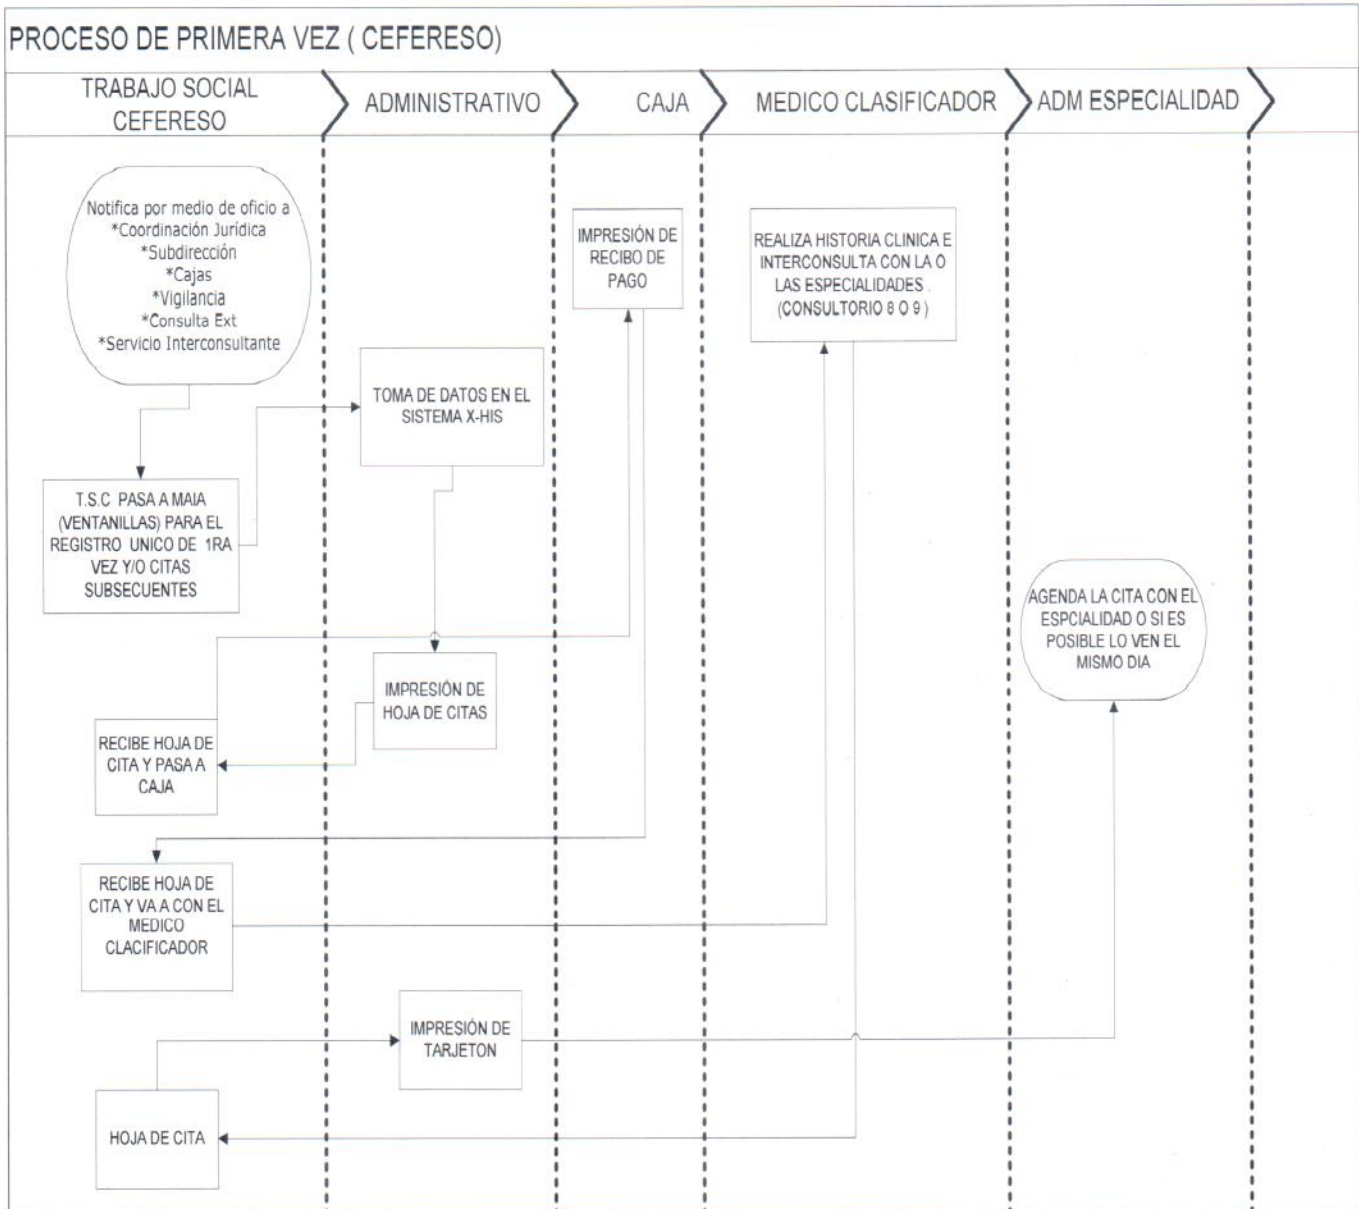 PROCESO DE PRIMERA VEZ ( CEFERESO)
TRABAJO SOCIAL
CEFERESO
ADMINISTRATIVO
CAJA
MEDICO CLASIFICADOR
ADM ESPECIALIDAD
Notifica por medio de oficio a
*Coordinación Jurídica
*Subdirección
*Cajas
*Vigilancia
*Consulta Ext
*Servicio Interconsultante
IMPRESIÓN DE
RECIBO DE
PAGO
REALIZA HISTORIA CLINICA E
INTERCONSULTA CON LA O
LAS ESPECIALIDADES .
(CONSULTORIO 8 O 9 )
TOMA DE DATOS EN EL
SISTEMA X-HIS
T.S.C PASA A MAIA
(VENTANILLAS) PARA EL
REGISTRO UNICO DE 1RA
VEZ Y/O CITAS
SUBSECUENTES
AGENDA LA CITA CON EL
ESPCIALIDAD O SI ES
POSIBLE LO VEN EL
MISMO DIA
IMPRESIÓN DE
HOJA DE CITAS
RECIBE HOJA DE
CITA Y PASA A
CAJA
RECIBE HOJA DE
CITA Y VA A CON EL
MEDICO
CLACIFICADOR
IMPRESIÓN DE
TARJETON
HOJA DE CITA